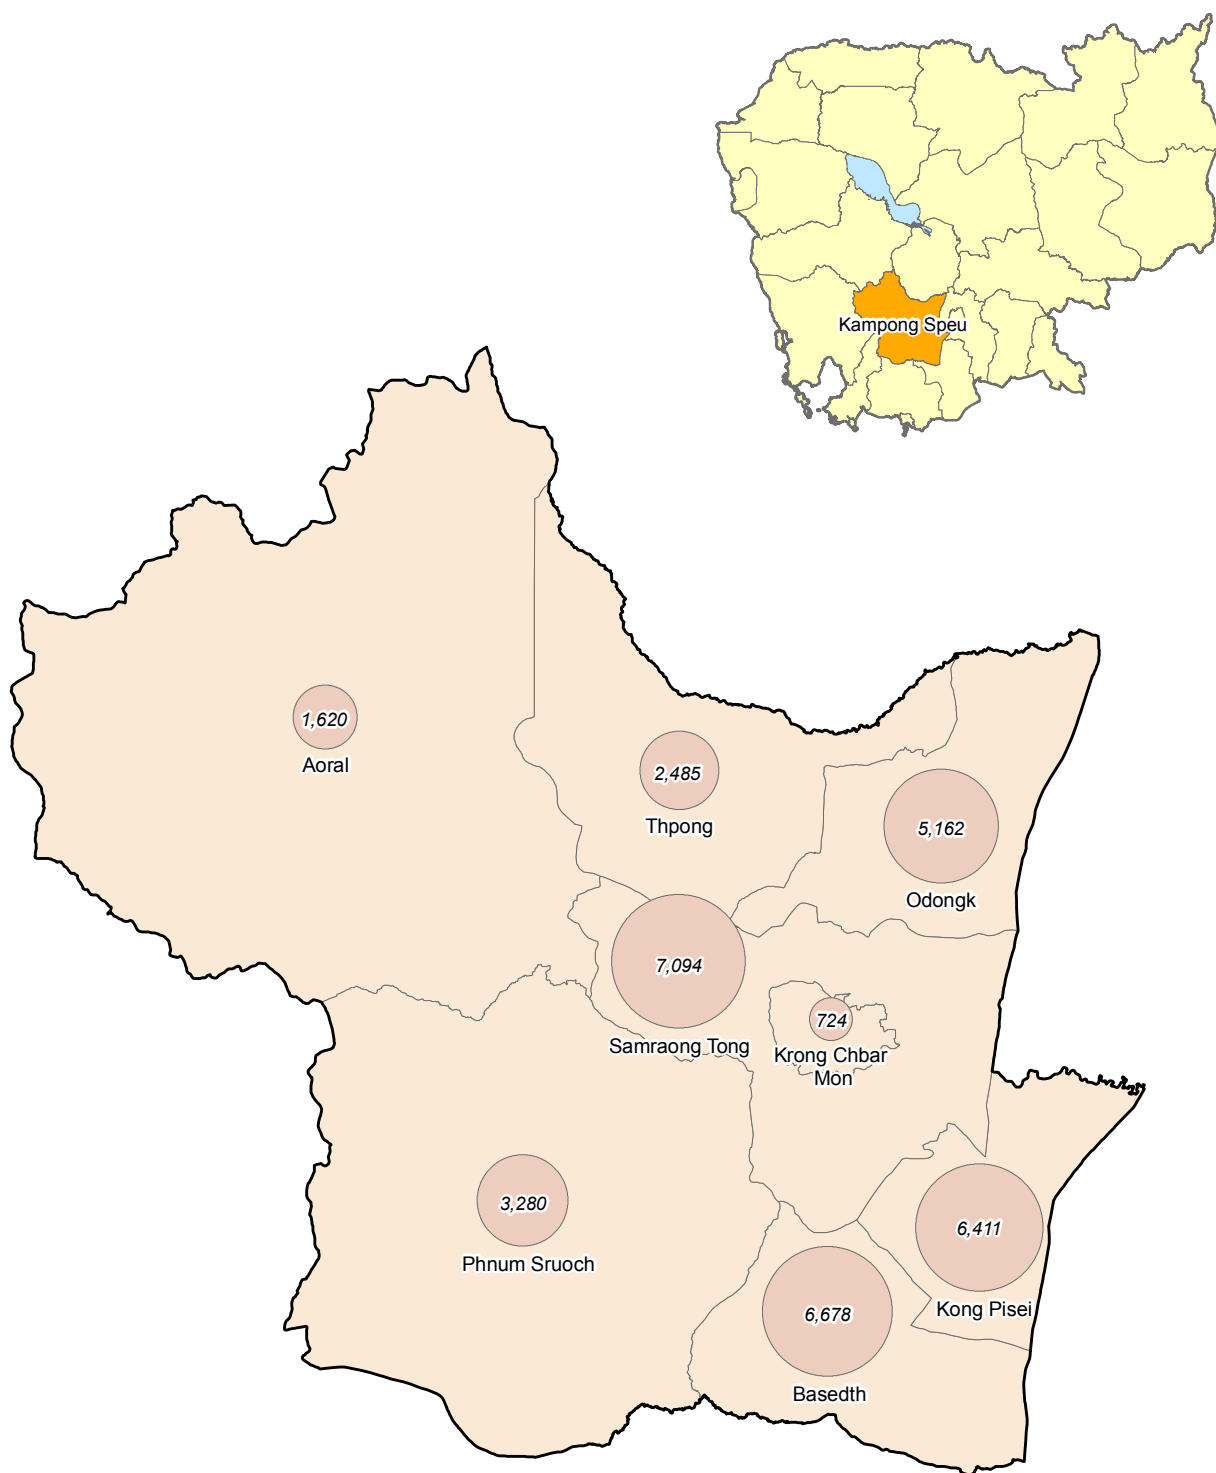 Kampong Speu
1,620
Aoral
2,485
Thpong
5,162
Odongk
7,094
Samraong Tong
724
Krong Chbar
Mon
3,280
Phnum Sruoch
6,411
Kong Pisei
6,678
Basedth